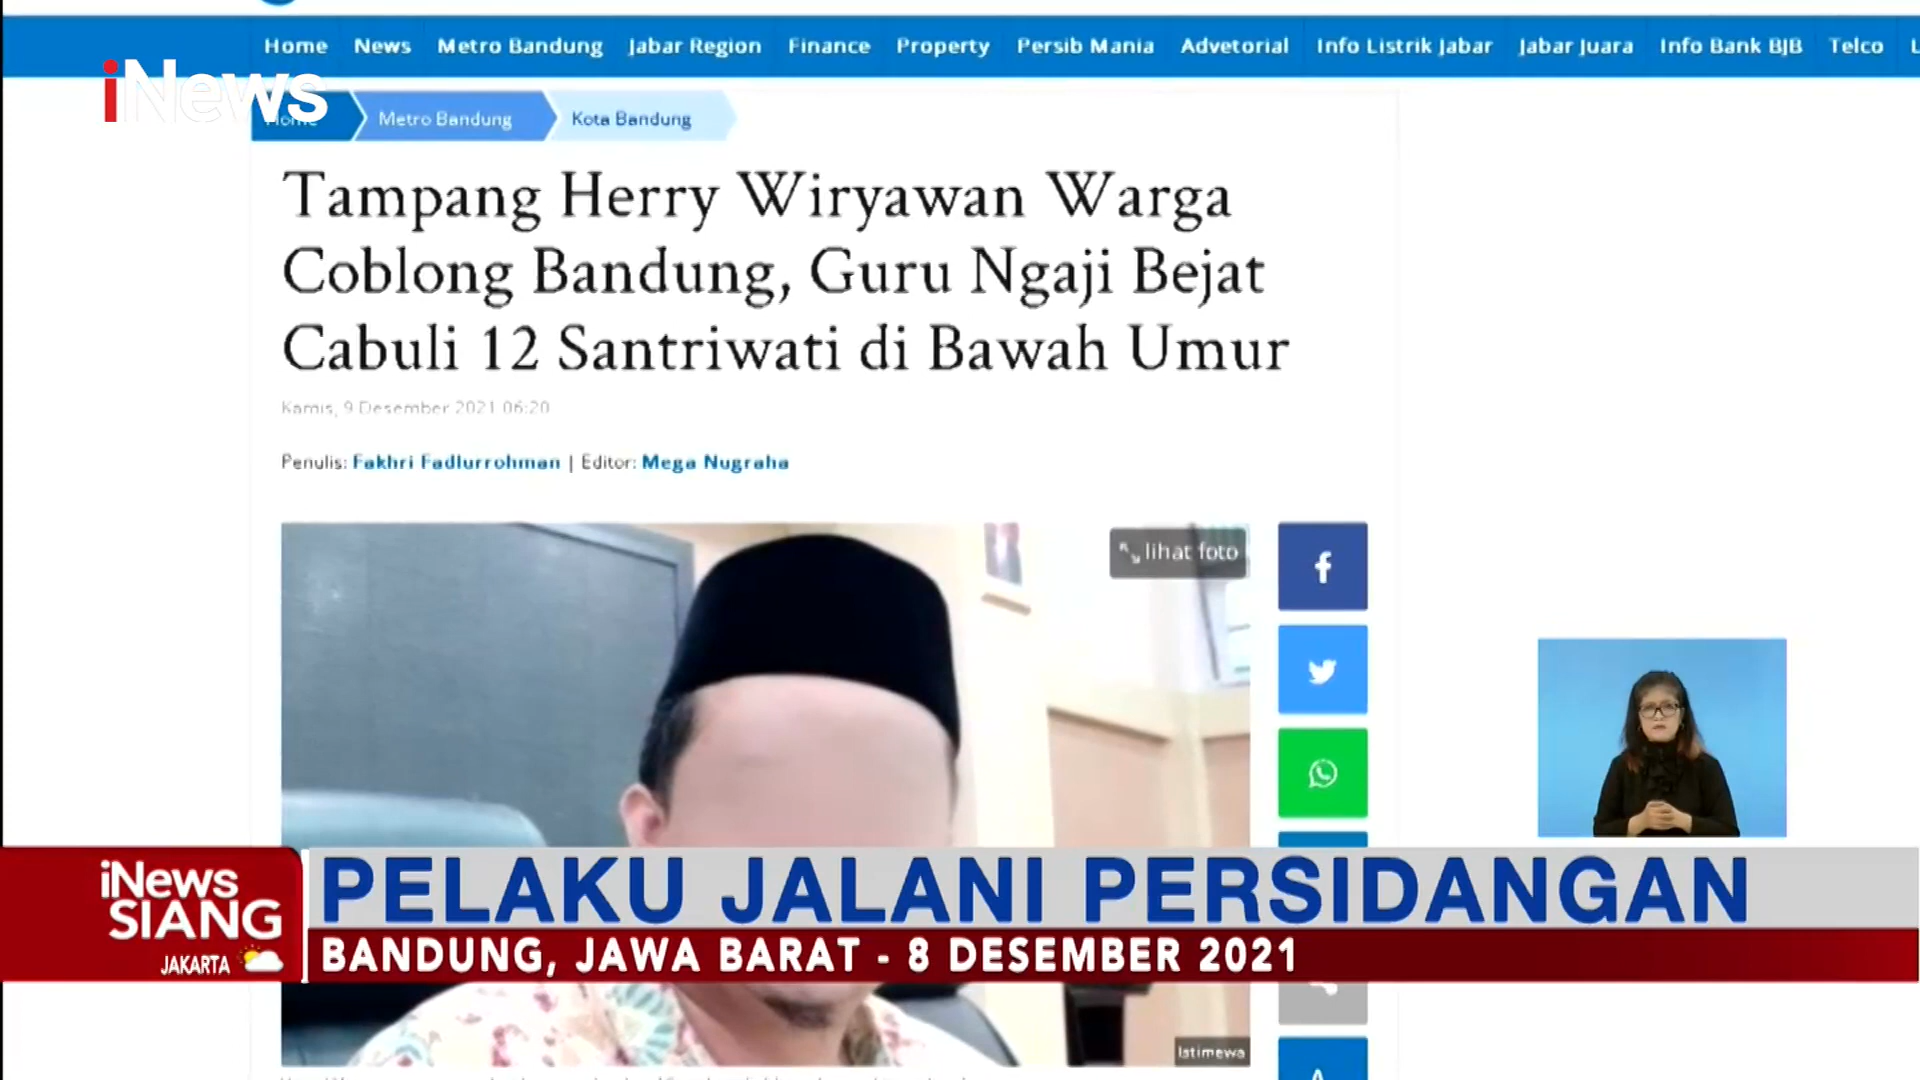 Home News Metro Bandung Jabar Region Finance Property Persib Mania Advetorial Info Listrik Jabar Jabar Juara Info Bank BJB Telco
iNews
Home Metro Bandung Kota Bandung
Tampang Herry Wiryawan Warga
Coblong Bandung, Guru Ngaji Bejat
Cabuli 12 Santriwati di Bawah Umur
Kamis, 9 Desember 2021 06:20
Penulis: Fakhri Fadlurrohman | Editor: Mega Nugraha
lihat foto
iNews
SIANG
JAKARTA
PELAKU JALANI PERSIDANGAN
BANDUNG, JAWA BARAT - 8 DESEMBER 2021
Istimewa